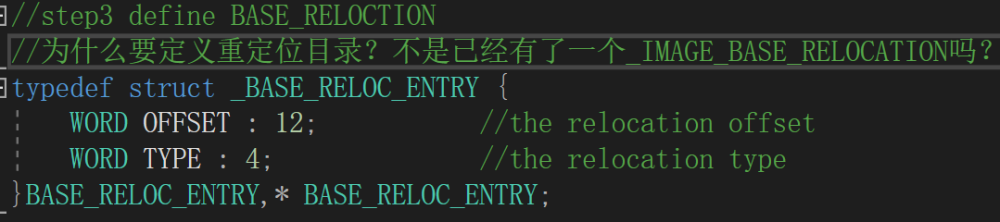 //step3 define BASE_RELOCTION
//为什么要定义重定位目录？不是已经有了一个_IMAGE_BASE_RELOCATION吗？
typedef struct _BASE_RELOC_ENTRY {
WORD OFFSET : 12; //the relocation offset
WORD TYPE : 4; //the relocation type
}BASE_RELOC_ENTRY,* BASE_RELOC_ENTRY;